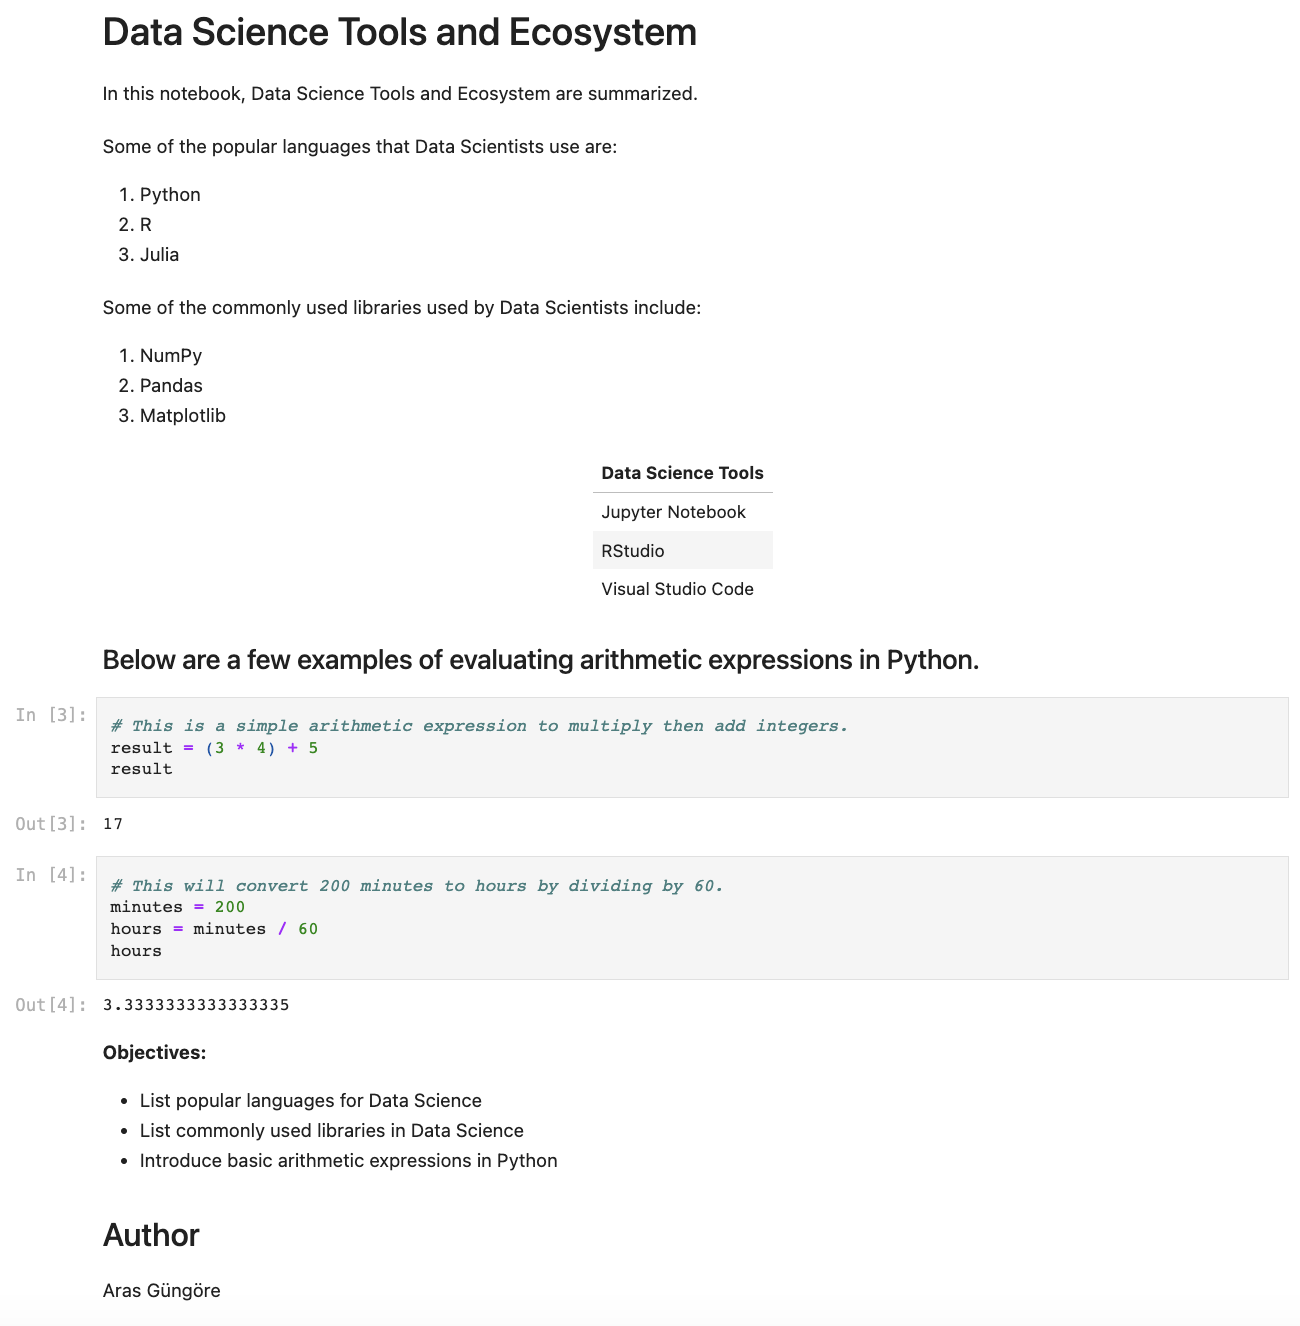 Data Science Tools and Ecosystem
In this notebook, Data Science Tools and Ecosystem are summarized.
Some of the popular languages that Data Scientists use are:
1. Python
2. R
3. Julia
Some of the commonly used libraries used by Data Scientists include:
1. NumPy
2. Pandas
3. Matplotlib
Data Science Tools
Jupyter Notebook
RStudio
Visual Studio Code
Below are a few examples of evaluating arithmetic expressions in Python.
In [3]:
# This is a simple arithmetic expression to multiply then add integers.
result = (3 * 4) + 5
result
Out[3]: 17
In [4]:
# This will convert 200 minutes to hours by dividing by 60.
minutes = 200
hours = minutes / 60
hours
Out[4]: 3.3333333333333335
Objectives:
• List popular languages for Data Science
• List commonly used libraries in Data Science
• Introduce basic arithmetic expressions in Python
Author
Aras Güngöre